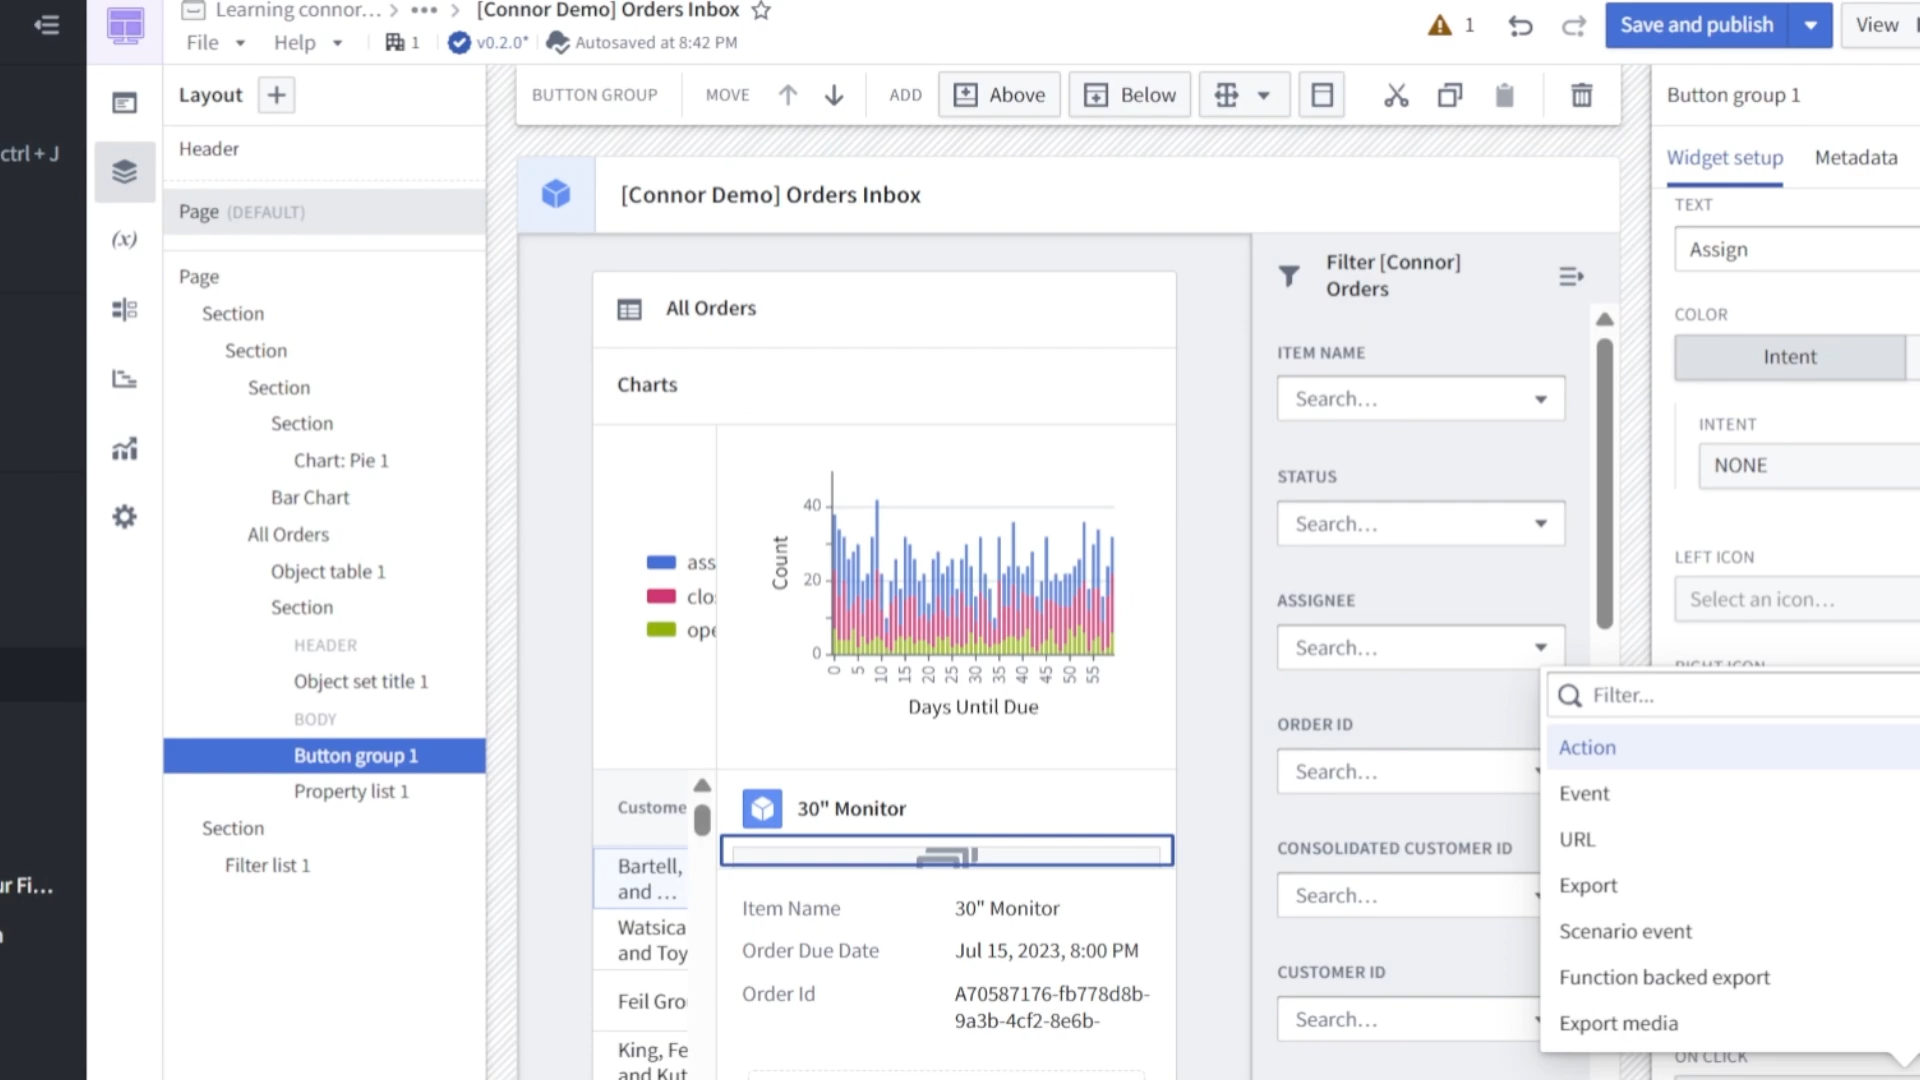 Learning connor... > ••• > [Connor Demo] Orders Inbox
File Help 1 v0.2.0* Autosaved at 8:42 PM
1
Save and publish
View
ctrl + J
Layout
BUTTON GROUP
MOVE
ADD
Above
Below
Button group 1
Header
Widget setup
Metadata
Page (DEFAULT)
[Connor Demo] Orders Inbox
Page
Section
Section
Section
Section
Chart: Pie 1
Bar Chart
All Orders
Object table 1
Section
HEADER
Object set title 1
BODY
Button group 1
Property list 1
Section
Filter list 1
ur Fi...
All Orders
Charts
ass
clo
ope
Count
40
20
0
0 5 10 15 20 25 30 35 40 45 50 55
Days Until Due
Custome
Bartell,
and ...
Watsica
and Toy
Feil Gro
King, Fe
and Kut
30" Monitor
Item Name 30" Monitor
Order Due Date Jul 15, 2023, 8:00 PM
Order Id A70587176-fb778d8b-
9a3b-4cf2-8e6b-
Filter [Connor]
Orders
ITEM NAME
Search...
STATUS
Search...
ASSIGNEE
Search...
ORDER ID
Search...
CONSOLIDATED CUSTOMER ID
Search...
CUSTOMER ID
Search...
TEXT
Assign
COLOR
Intent
INTENT
NONE
LEFT ICON
Select an icon...
RIGHT ICON
Filter...
Action
Event
URL
Export
Scenario event
Function backed export
Export media
ON CLICK